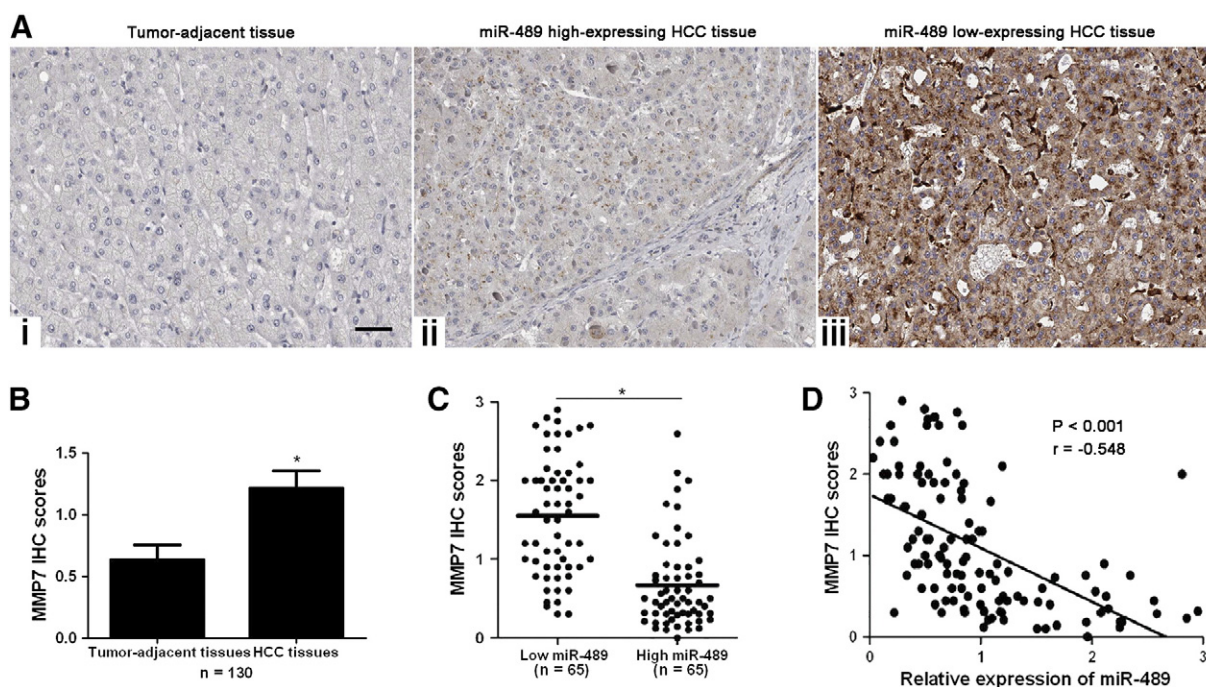 A
Tumor-adjacent tissue
miR-489 high-expressing HCC tissue
miR-489 low-expressing HCC tissue
i
ii
iii
B
MMP7 IHC scores
1.5
1.0
0.5
0.0
*
Tumor-adjacent tissues HCC tissues
n = 130
C
MMP7 IHC scores
3
2
1
0
*
Low miR-489
(n = 65)
High miR-489
(n = 65)
D
MMP7 IHC scores
3
2
1
0
P < 0.001
r = -0.548
0 1 2 3
Relative expression of miR-489